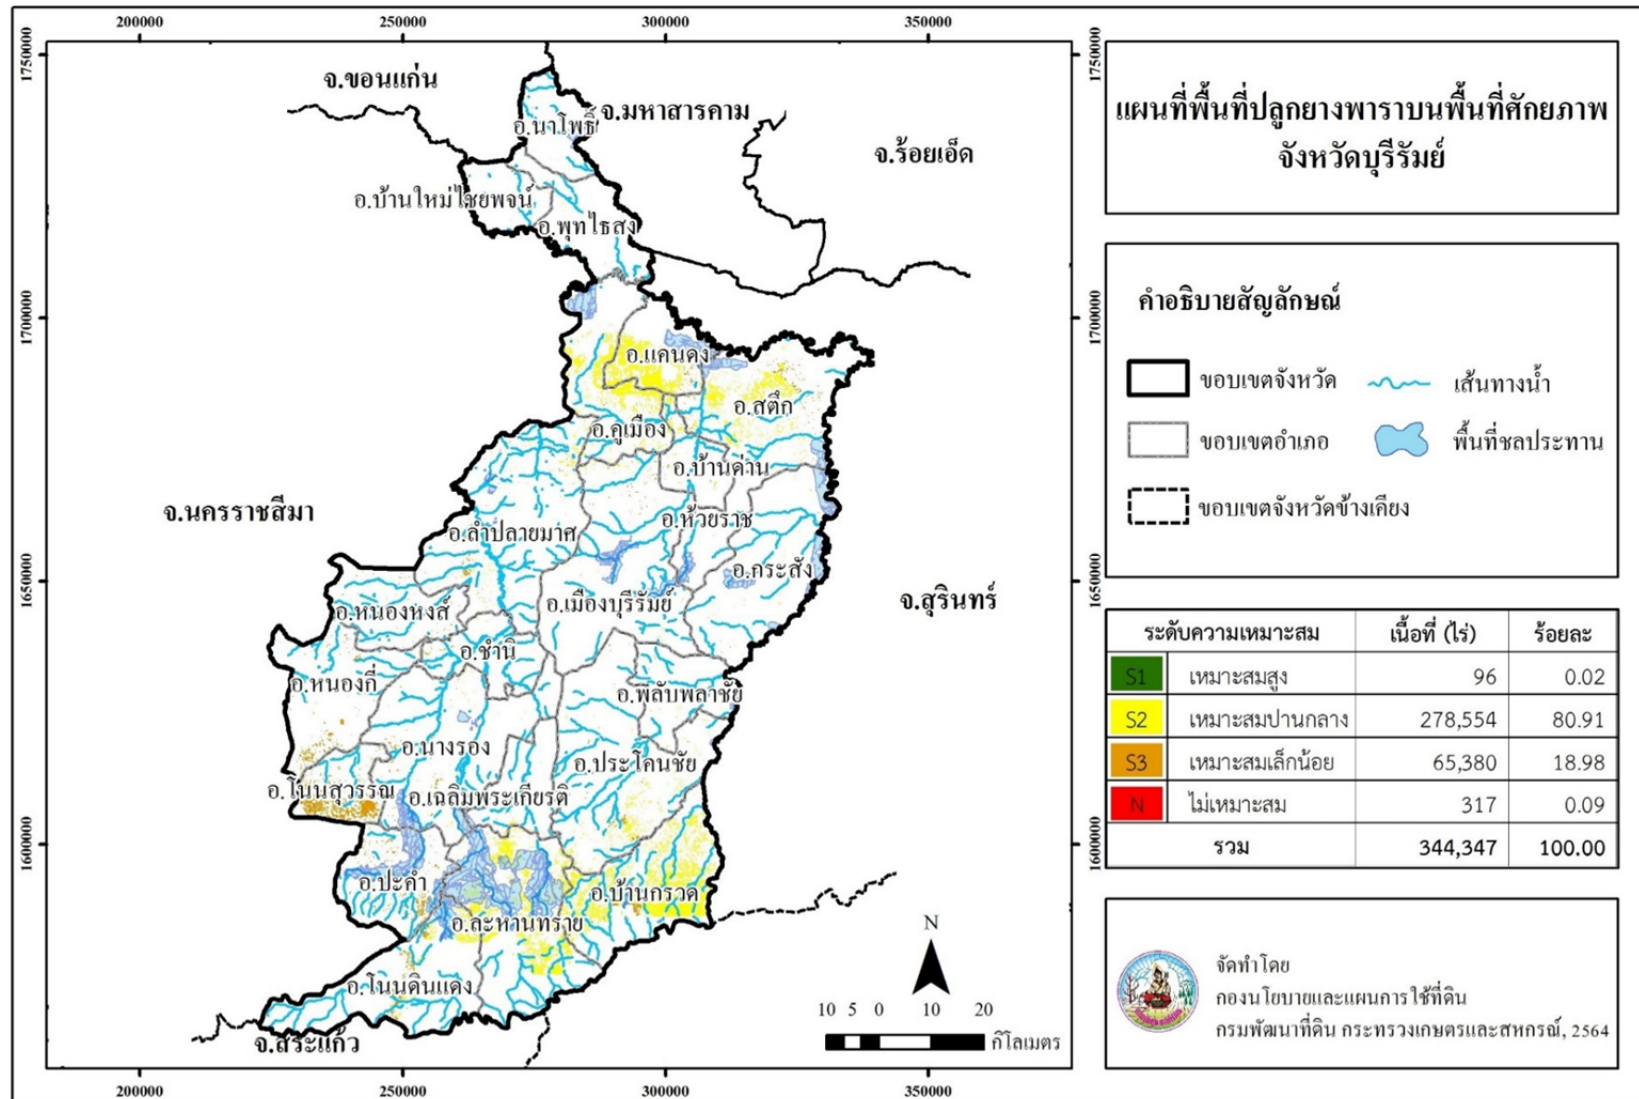 200000 250000 300000 350000
1750000 1750000
1700000 1700000
1650000 1650000
1600000 1600000
จ.ขอนแก่น
จ.มหาสารคาม
จ.ร้อยเอ็ด
อ.นาโพธิ์
อ.บ้านใหม่ไชยพจน์
อ.พุทไธสง
อ.แคนดง
อ.สตึก
อ.คูเมือง
อ.บ้านด่าน
จ.นครราชสีมา
อ.ลำปลายมาศ
อ.ห้วยราช
อ.กระสัง
จ.สุรินทร์
อ.หนองหงส์
อ.เมืองบุรีรัมย์
อ.ชำนิ
อ.หนองกี่
อ.พลับพลาชัย
อ.นางรอง
อ.ประโคนชัย
อ.โนนสุวรรณ
อ.เฉลิมพระเกียรติ
อ.ปะคำ
อ.บ้านกรวด
อ.ละหานทราย
อ.โนนดินแดง
จ.สระแก้ว
N
10 5 0 10 20
กิโลเมตร
200000 250000 300000 350000
แผนที่พื้นที่ปลูกยางพาราบนพื้นที่ศักยภาพ
จังหวัดบุรีรัมย์
คำอธิบายสัญลักษณ์
ขอบเขตจังหวัด เส้นทางน้ำ
ขอบเขตอำเภอ พื้นที่ชลประทาน
ขอบเขตจังหวัดข้างเคียง
ระดับความเหมาะสม เนื้อที่ (ไร่) ร้อยละ
S1 เหมาะสมสูง 96 0.02
S2 เหมาะสมปานกลาง 278,554 80.91
S3 เหมาะสมเล็กน้อย 65,380 18.98
N ไม่เหมาะสม 317 0.09
รวม 344,347 100.00
จัดทำโดย
กองนโยบายและแผนการใช้ที่ดิน
กรมพัฒนาที่ดิน กระทรวงเกษตรและสหกรณ์, 2564